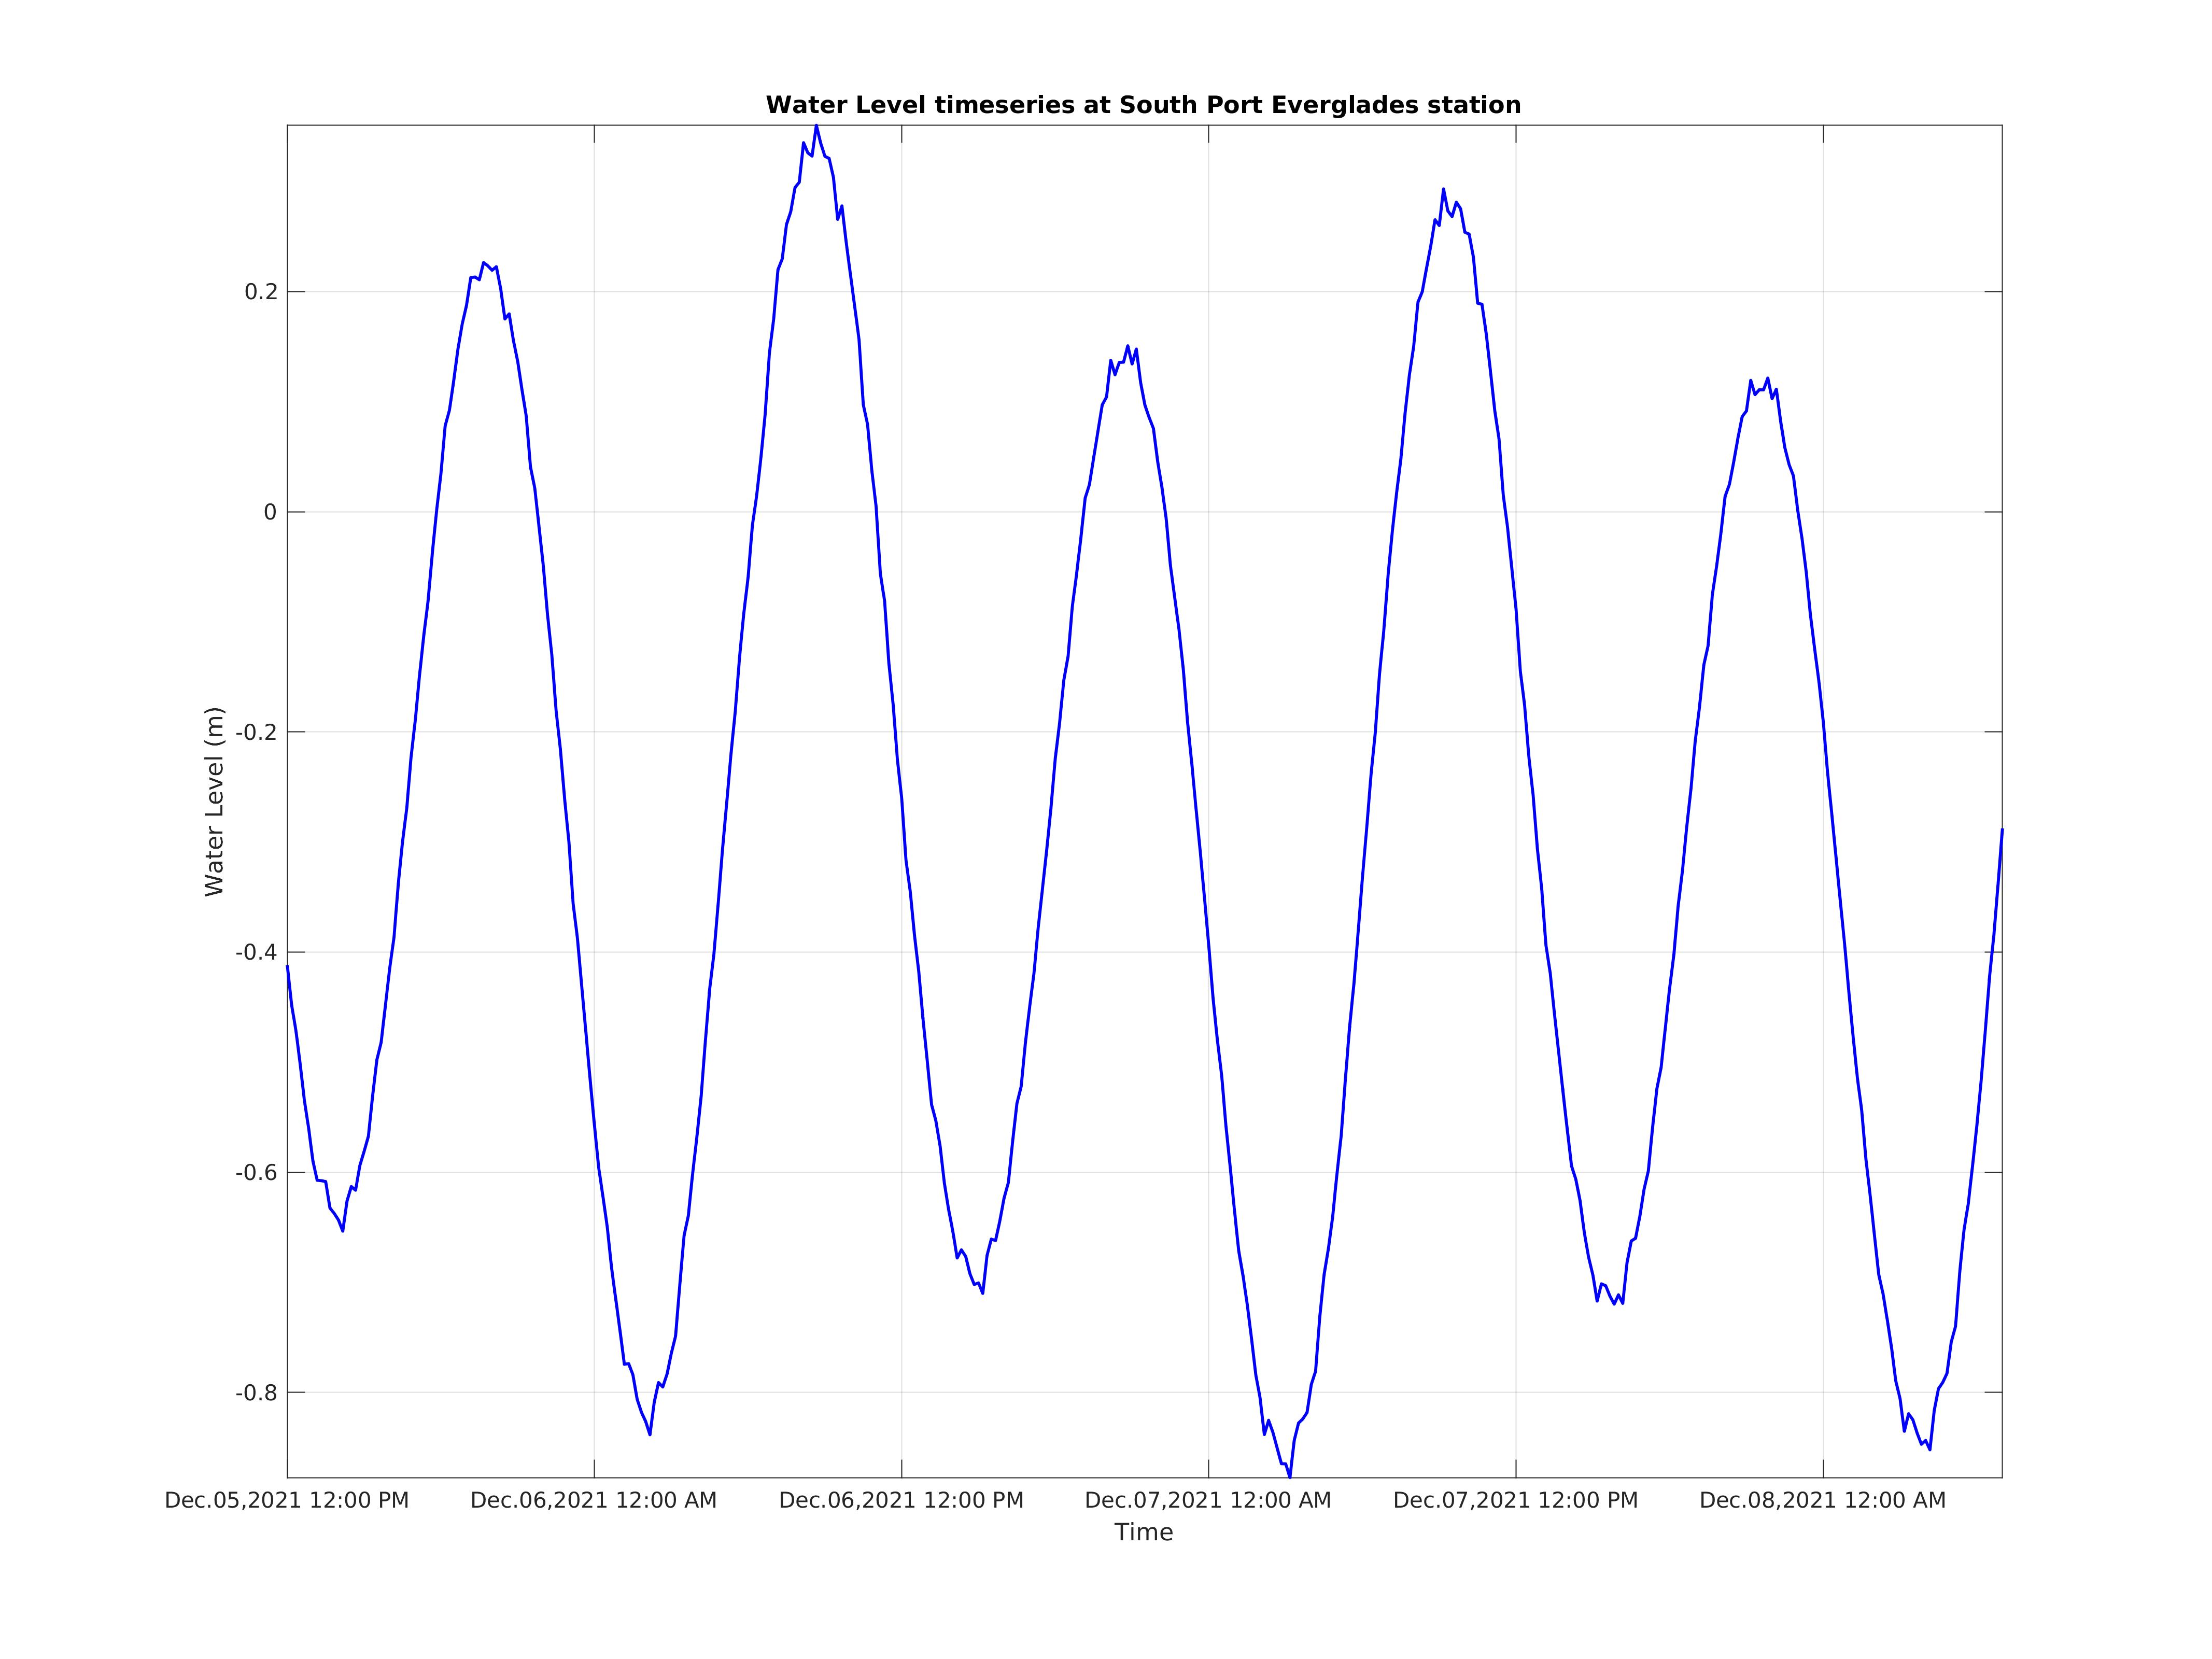 Water Level timeseries at South Port Everglades station
0.2
0
-0.2
-0.4
-0.6
-0.8
Water Level (m)
Dec.05,2021 12:00 PM
Dec.06,2021 12:00 AM
Dec.06,2021 12:00 PM
Dec.07,2021 12:00 AM
Dec.07,2021 12:00 PM
Dec.08,2021 12:00 AM
Time